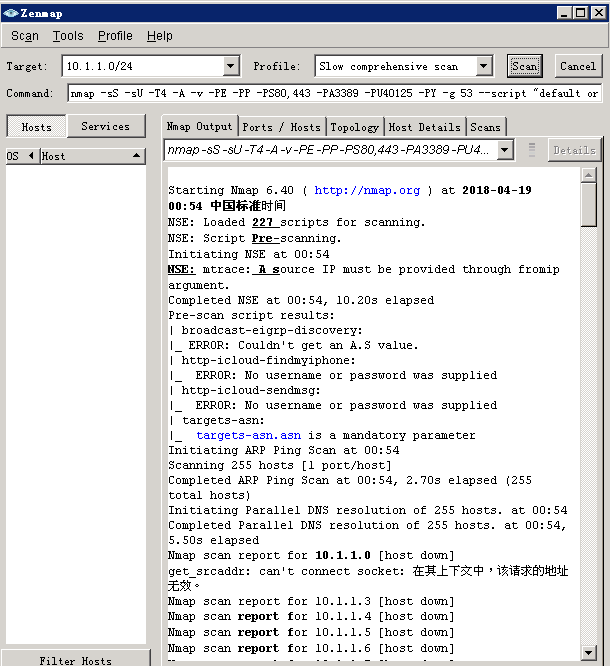 Zenmap
Scan Tools Profile Help
Target: 10.1.1.0/24 Profile: Slow comprehensive scan Scan Cancel
Command: nmap -sS -sU -T4 -A -v -PE -PP -PS80,443 -PA3389 -PU40125 -PY -g 53 --script "default or
Hosts Services
Nmap Output Ports / Hosts Topology Host Details Scans
OS Host
nmap -sS -sU -T4 -A -v -PE -PP -PS80,443 -PA3389 -PU4... Details
Starting Nmap 6.40 ( http://nmap.org ) at 2018-04-19
00:54 中国标准时间
NSE: Loaded 227 scripts for scanning.
NSE: Script Pre-scanning.
Initiating NSE at 00:54
NSE: mtrace: A source IP must be provided through fromip
argument.
Completed NSE at 00:54, 10.20s elapsed
Pre-scan script results:
| broadcast-eigrp-discovery:
|_ ERROR: Couldn't get an A.S value.
| http-icloud-findmyiphone:
|_  ERROR: No username or password was supplied
| http-icloud-sendmsg:
|_  ERROR: No username or password was supplied
| targets-asn:
|_  targets-asn.asn is a mandatory parameter
Initiating ARP Ping Scan at 00:54
Scanning 255 hosts [1 port/host]
Completed ARP Ping Scan at 00:54, 2.70s elapsed (255
total hosts)
Initiating Parallel DNS resolution of 255 hosts. at 00:54
Completed Parallel DNS resolution of 255 hosts. at 00:54,
5.50s elapsed
Nmap scan report for 10.1.1.0 [host down]
get_srcaddr: can't connect socket: 在其上下文中，该请求的地址
无效。
Nmap scan report for 10.1.1.3 [host down]
Nmap scan report for 10.1.1.4 [host down]
Nmap scan report for 10.1.1.5 [host down]
Nmap scan report for 10.1.1.6 [host down]
Filter Hosts